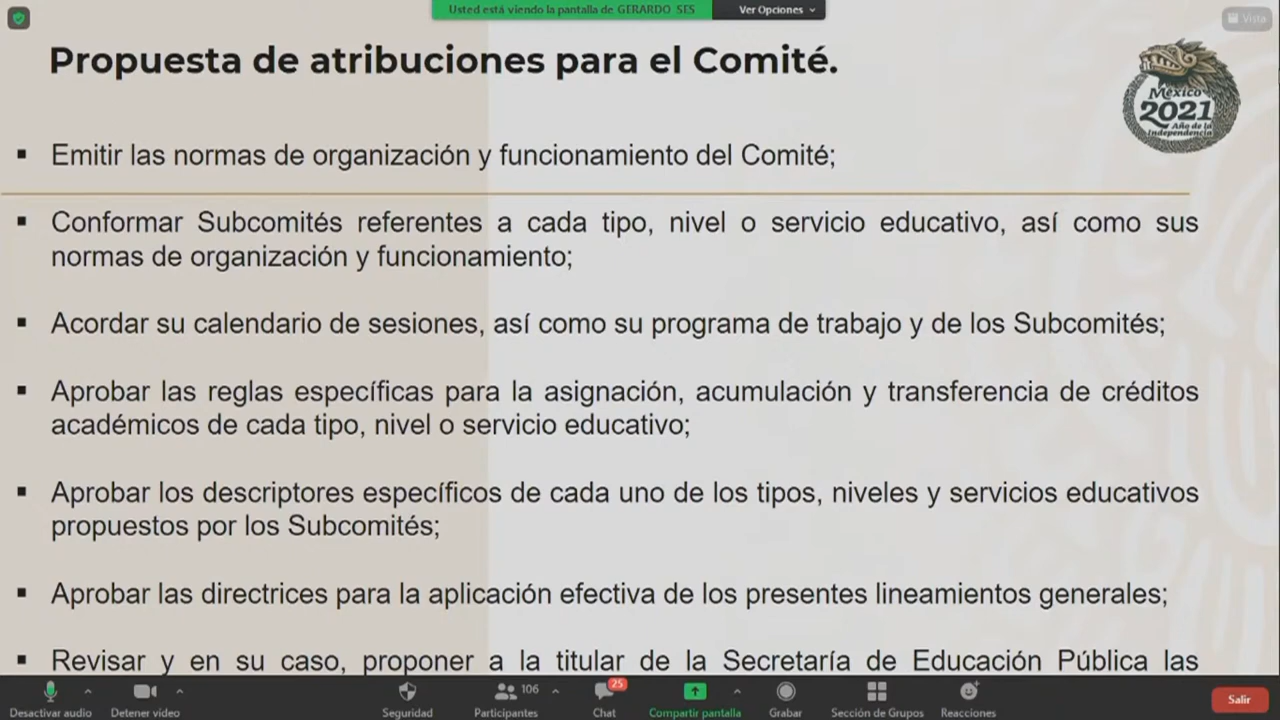 Usted está viendo la pantalla de GERARDO SES
Ver Opciones
Vista
Propuesta de atribuciones para el Comité.
México
2021
Año de la
Independencia
▪ Emitir las normas de organización y funcionamiento del Comité;
▪ Conformar Subcomités referentes a cada tipo, nivel o servicio educativo, así como sus
normas de organización y funcionamiento;
▪ Acordar su calendario de sesiones, así como su programa de trabajo y de los Subcomités;
▪ Aprobar las reglas específicas para la asignación, acumulación y transferencia de créditos
académicos de cada tipo, nivel o servicio educativo;
▪ Aprobar los descriptores específicos de cada uno de los tipos, niveles y servicios educativos
propuestos por los Subcomités;
▪ Aprobar las directrices para la aplicación efectiva de los presentes lineamientos generales;
▪ Revisar y en su caso, proponer a la titular de la Secretaría de Educación Pública las
106
25
Desactivar audio
Detener video
Seguridad
Participantes
Chat
Compartir pantalla
Grabar
Sección de Grupos
Reacciones
Salir